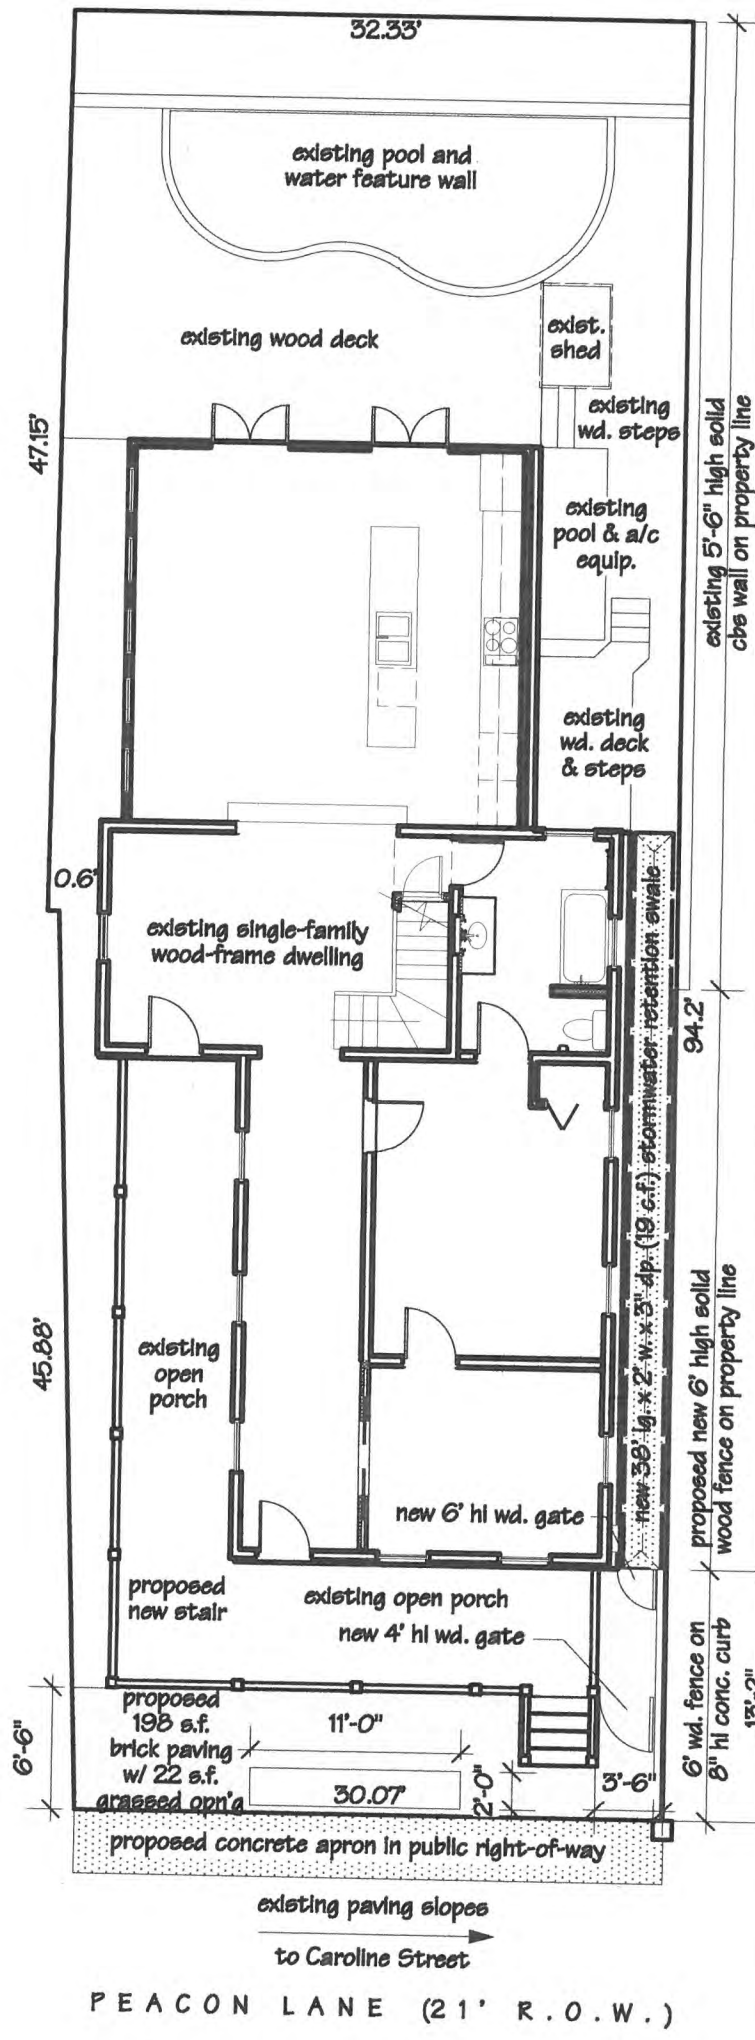 32.33'
existing pool and
water feature wall
existing wood deck
exist.
shed
existing
wd. steps
47.15'
existing 5'-6" high solid
cbs wall on property line
existing
pool & a/c
equip.
existing
wd. deck
& steps
0.6'
existing single-family
wood-frame dwelling
new 38' lg. x 2' w. x 3" dp. (19 c.f.) stormwater retention swale
94.2'
45.88'
existing
open
porch
proposed new 6' high solid
wood fence on property line
new 6' hi wd. gate
proposed
new stair
existing open porch
new 4' hi wd. gate
6' wd. fence on
8" hi conc. curb
13'-2"
6'-6"
proposed
198 s.f.
brick paving
w/ 22 s.f.
grassed opn'g
11'-0"
30.07'
2'-0"
3'-6"
proposed concrete apron in public right-of-way
existing paving slopes
to Caroline Street
PEACON LANE (21' R.O.W.)